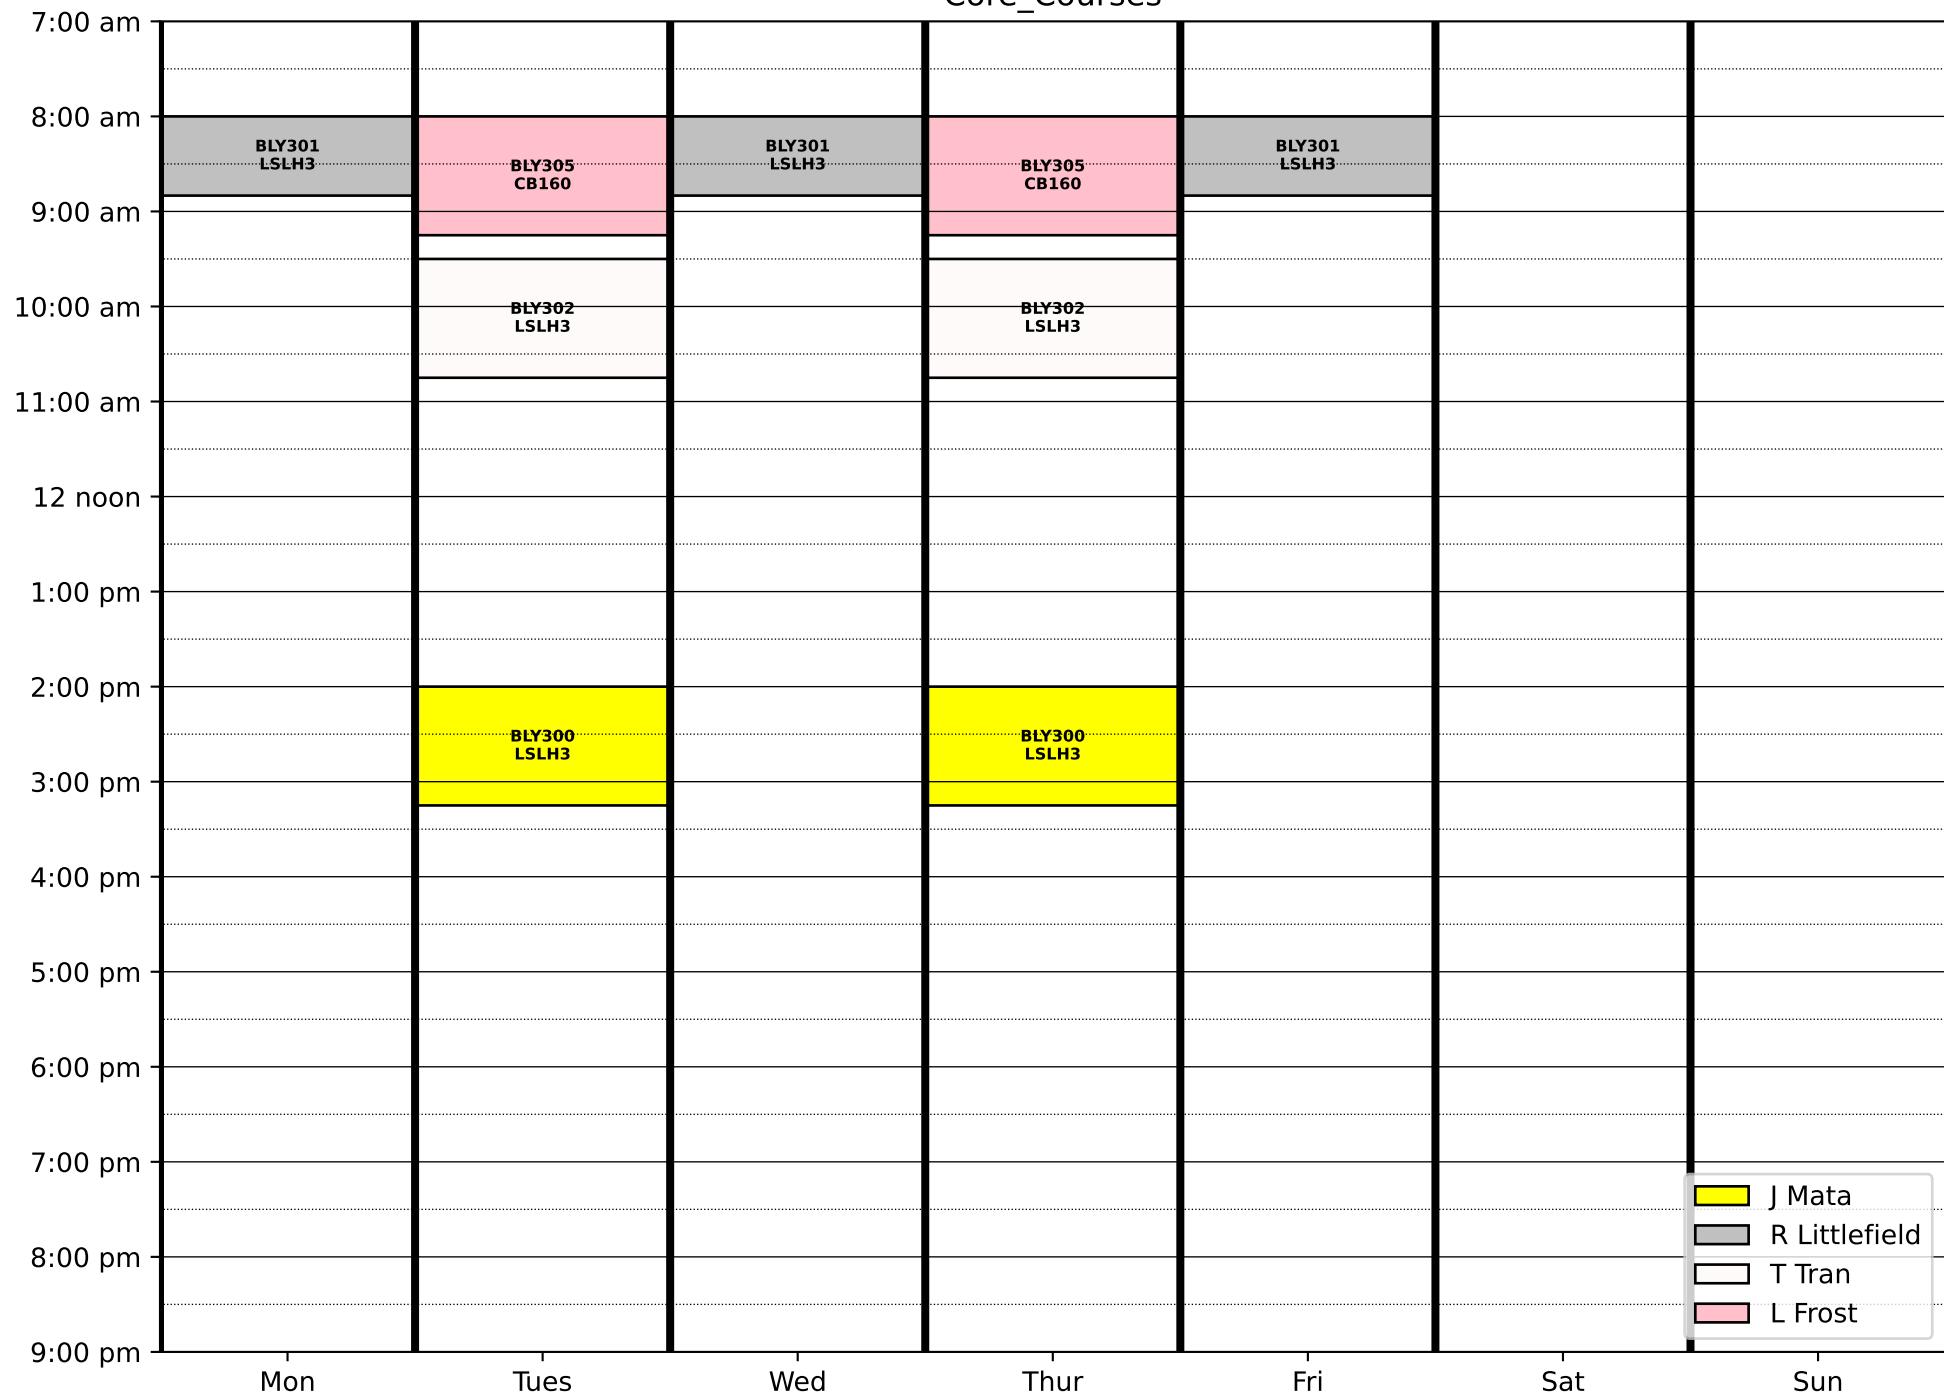 Core_Courses
7:00 am
8:00 am
BLY301
LSLH3
BLY305
CB160
BLY301
LSLH3
BLY305
CB160
BLY301
LSLH3
9:00 am
10:00 am
BLY302
LSLH3
BLY302
LSLH3
11:00 am
12 noon
1:00 pm
2:00 pm
BLY300
LSLH3
BLY300
LSLH3
3:00 pm
4:00 pm
5:00 pm
6:00 pm
7:00 pm
8:00 pm
9:00 pm
J Mata
R Littlefield
T Tran
L Frost
Mon
Tues
Wed
Thur
Fri
Sat
Sun